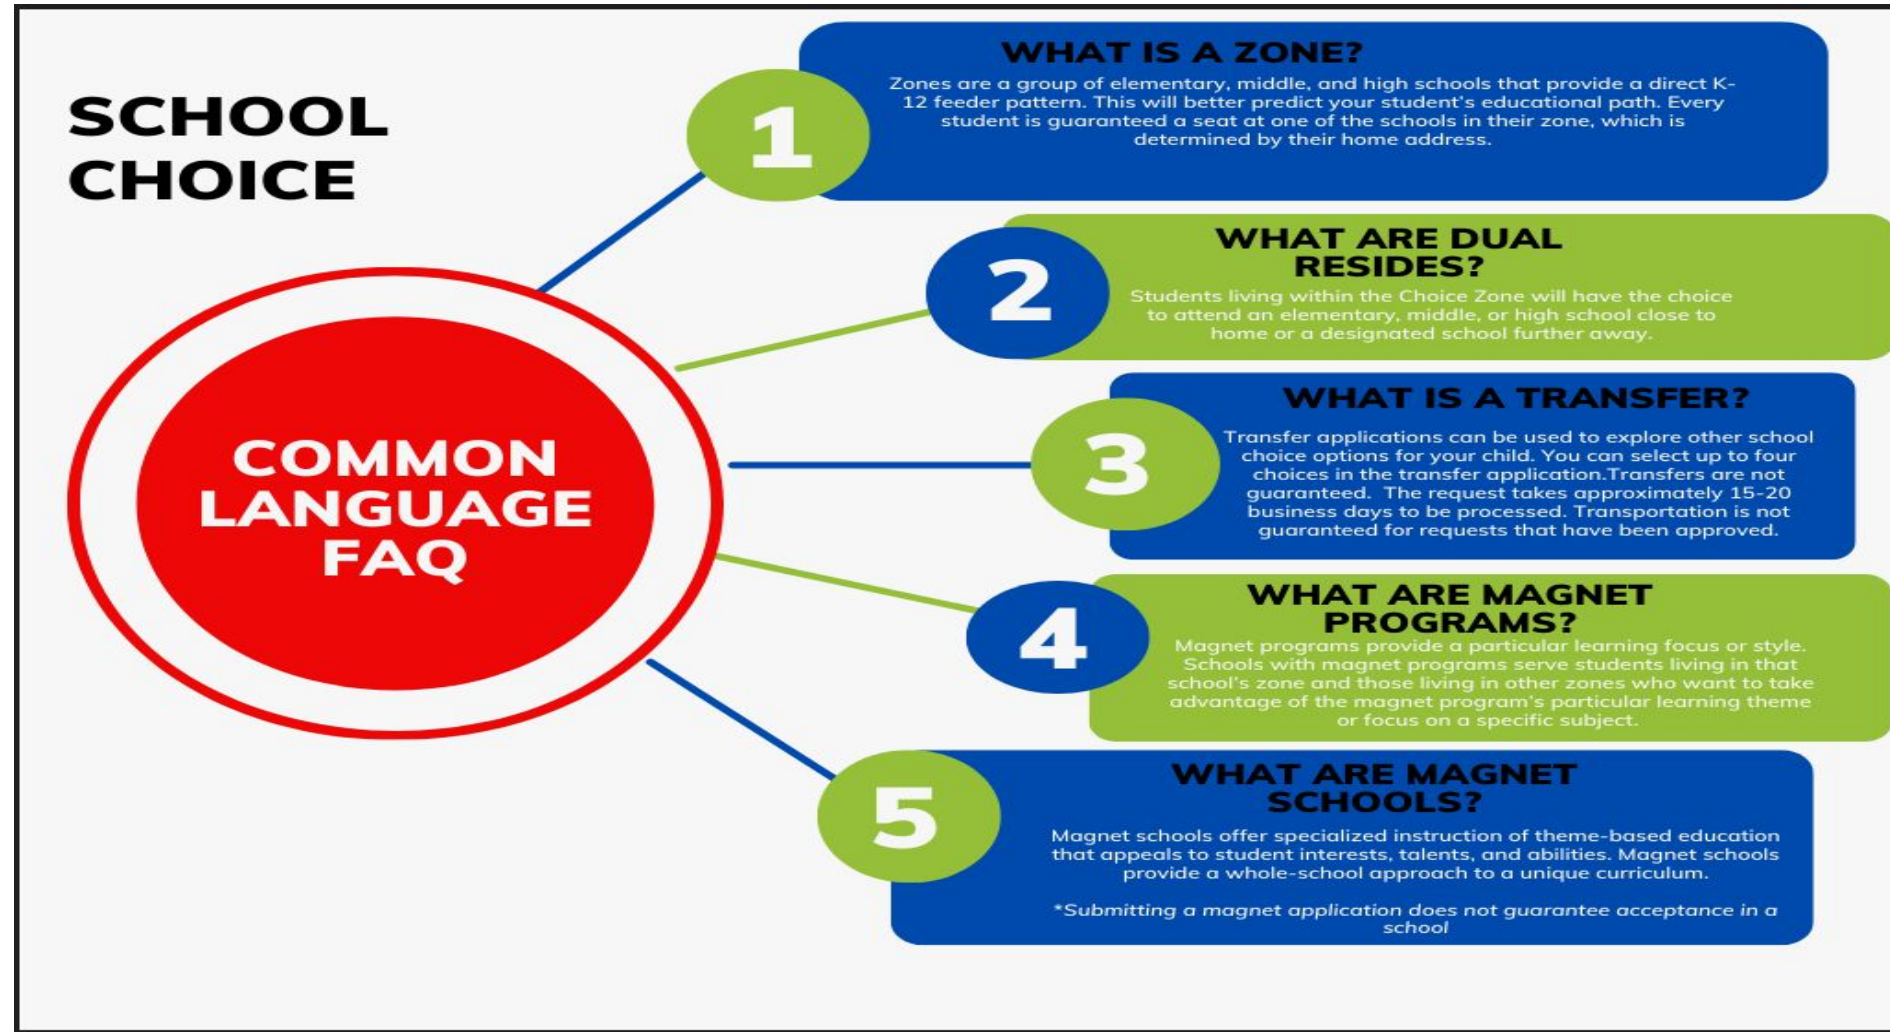 SCHOOL
CHOICE
COMMON
LANGUAGE
FAQ
1
WHAT IS A ZONE?
Zones are a group of elementary, middle, and high schools that provide a direct K-
12 feeder pattern. This will better predict your student's educational path. Every
student is guaranteed a seat at one of the schools in their zone, which is
determined by their home address.
2
WHAT ARE DUAL
RESIDES?
Students living within the Choice Zone will have the choice
to attend an elementary, middle, or high school close to
home or a designated school further away.
3
WHAT IS A TRANSFER?
Transfer applications can be used to explore other school
choice options for your child. You can select up to four
choices in the transfer application.Transfers are not
guaranteed.  The request takes approximately 15-20
business days to be processed. Transportation is not
guaranteed for requests that have been approved.
4
WHAT ARE MAGNET
PROGRAMS?
Magnet programs provide a particular learning focus or style.
Schools with magnet programs serve students living in that
school's zone and those living in other zones who want to take
advantage of the magnet program's particular learning theme
or focus on a specific subject.
5
WHAT ARE MAGNET
SCHOOLS?
Magnet schools offer specialized instruction of theme-based education
that appeals to student interests, talents, and abilities. Magnet schools
provide a whole-school approach to a unique curriculum.
*Submitting a magnet application does not guarantee acceptance in a
school